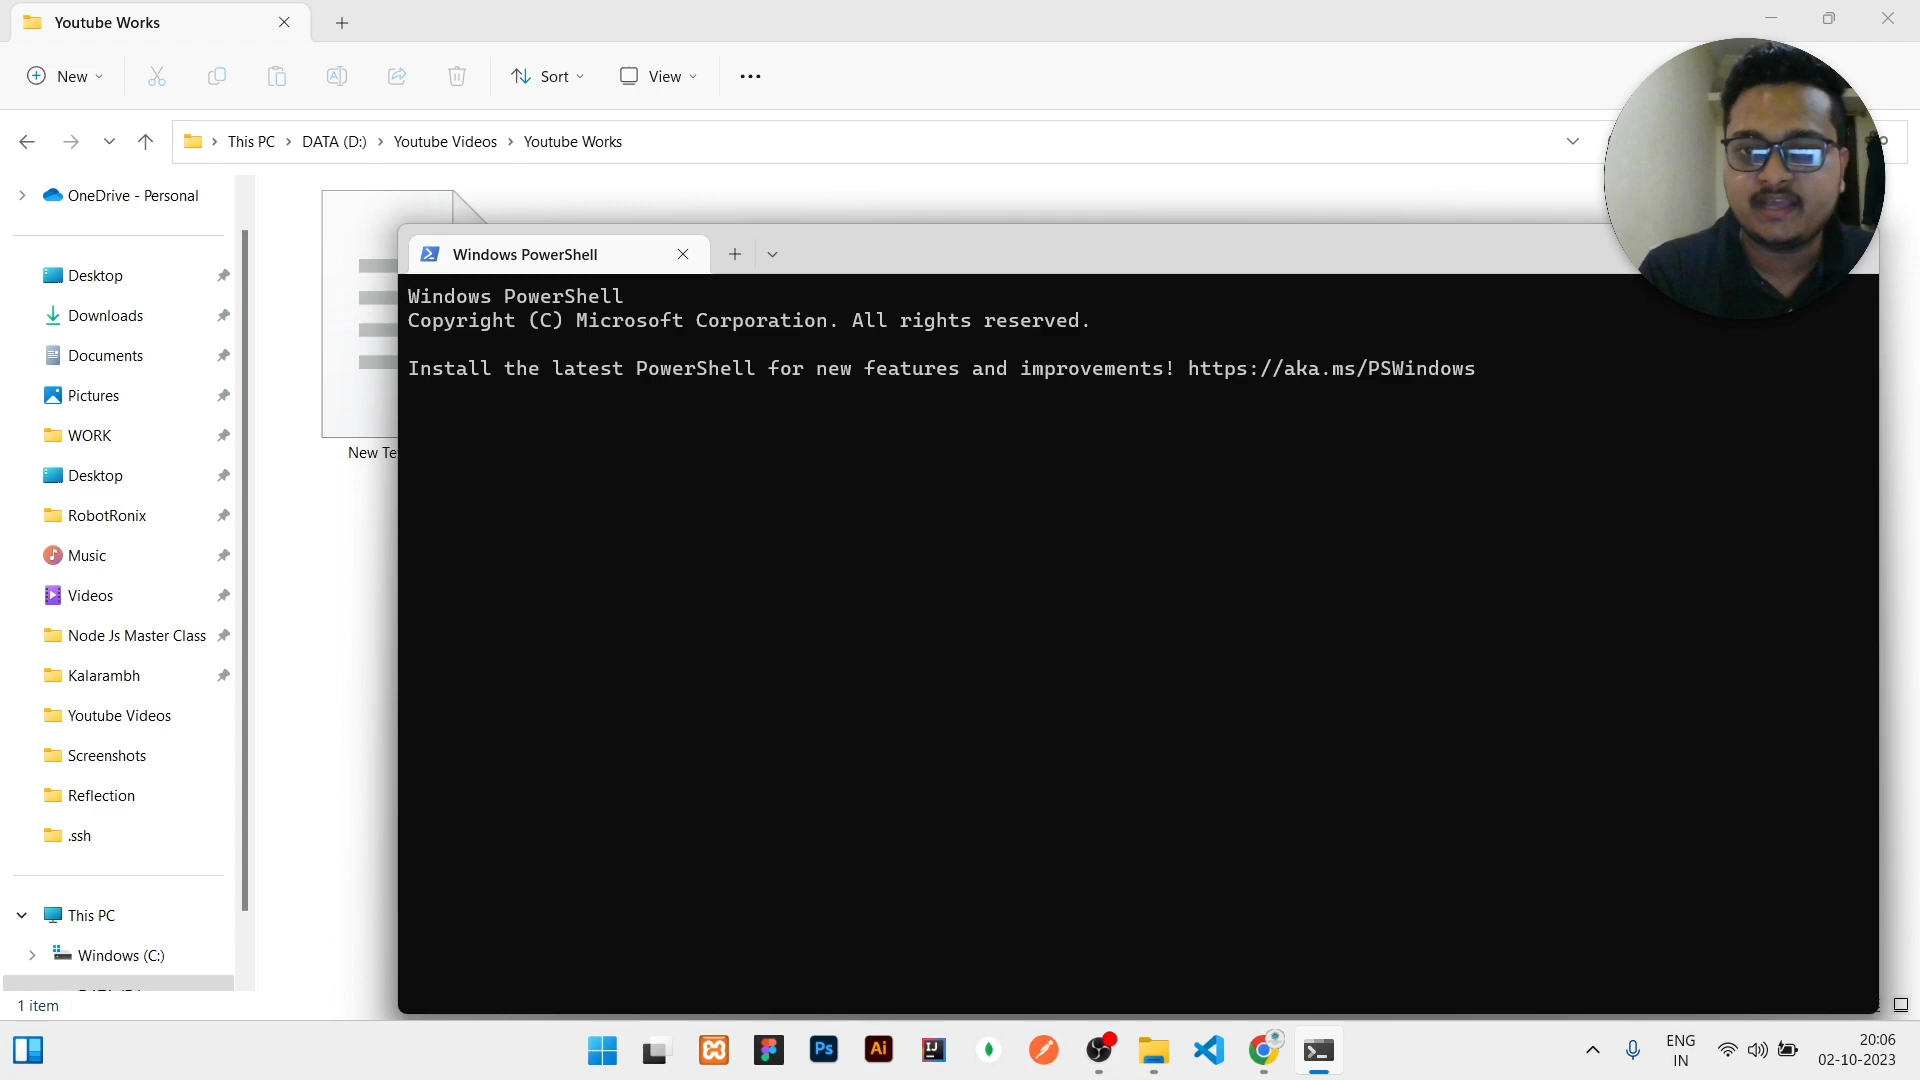 Youtube Works
New
Sort
View
This PC
DATA (D:)
Youtube Videos
Youtube Works
OneDrive - Personal
Desktop
Downloads
Documents
Pictures
WORK
Desktop
RobotRonix
Music
Videos
Node Js Master Class
Kalarambh
Youtube Videos
Screenshots
Reflection
.ssh
This PC
Windows (C:)
1 item
New Te
Windows PowerShell
Windows PowerShell
Copyright (C) Microsoft Corporation. All rights reserved.
Install the latest PowerShell for new features and improvements! https://aka.ms/PSWindows
Ps
Ai
IJ
ENG
IN
20:06
02-10-2023